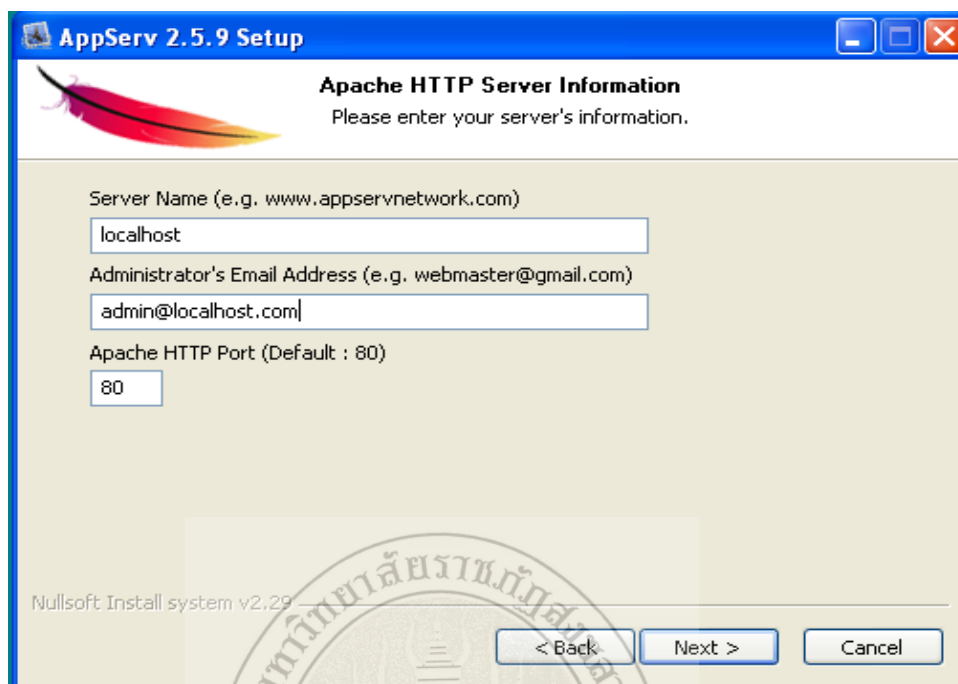 AppServ 2.5.9 Setup
Apache HTTP Server Information
Please enter your server's information.
Server Name (e.g. www.appservnetwork.com)
localhost
Administrator's Email Address (e.g. webmaster@gmail.com)
admin@localhost.com
Apache HTTP Port (Default : 80)
80
Nullsoft Install system v2.29
< Back Next > Cancel